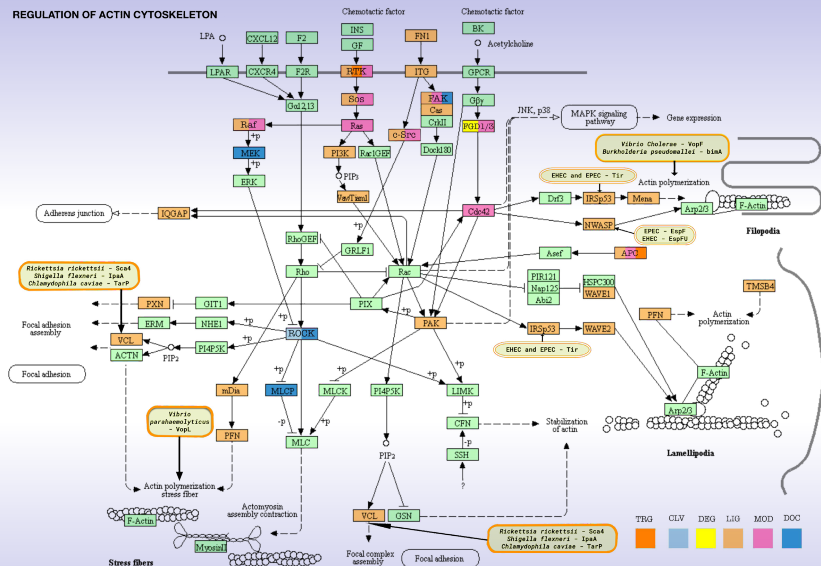 REGULATION OF ACTIN CYTOSKELETON
Chemotactic factor
Chemotactic factor
LPA
CXCL12
F2
INS
GF
FN1
BK
Acetylcholine
LPAR
CXCR4
F2R
RTK
ITG
GPCR
Gα12,13
Sos
FAK
Cas
CrkII
Gβγ
JNK, p38
MAPK signaling
pathway
Gene expression
Raf
+p
Ras
c-Src
FGD1/3
MEK
+p
PI3K
Rac1GEF
Dock180
Vibrio Cholerae - VopF
Burkholderia pseudomallei - bimA
ERK
PIP3
EHEC and EPEC - Tir
Actin polymerization
Vav/Tiam1
Drf3
IRSp53
Mena
Arp2/3
F-Actin
Adherens junction
IQGAP
Cdc42
NWASP
EPEC - EspF
EHEC - EspFU
Filopodia
+p
RhoGEF
GRLF1
Asef
APC
Rickettsia rickettsii - Sca4
Shigella flexneri - IpaA
Chlamydophila caviae - TarP
Rho
Rac
PIR121
Nap125
Abi2
HSPC300
WAVE1
TMSB4
PXN
GIT1
PIX
PFN
Actin
polymerization
Focal adhesion
assembly
ERM
NHE1
+p
+p
PAK
IRSp53
WAVE2
VCL
ACTN
PIP2
PI4P5K
+p
ROCK
EHEC and EPEC - Tir
Focal adhesion
+p
+p
+p
+p
F-Actin
mDia
MLCP
MLCK
PI4P5K
LIMK
Arp2/3
Vibrio
parahaemolyticus
- VopL
+p
+p
CFN
Stabilization
of actin
PFN
-p
MLC
-p
SSH
Lamellipodia
PIP2
?
Actin polymerization
stress fiber
Actomyosin
assembly contraction
F-Actin
VCL
GSN
Rickettsia rickettsii - Sca4
Shigella flexneri - IpaA
Chlamydophila caviae - TarP
TRG
CLV
DEG
LIG
MOD
DOC
MyosinII
Stress fibers
Focal complex
assembly
Focal adhesion